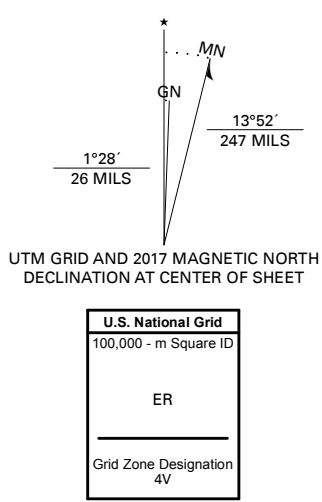 ★
MN
GN
13°52´
247 MILS
1°28´
26 MILS
UTM GRID AND 2017 MAGNETIC NORTH
DECLINATION AT CENTER OF SHEET
U.S. National Grid
100,000 - m Square ID
ER
Grid Zone Designation
4V